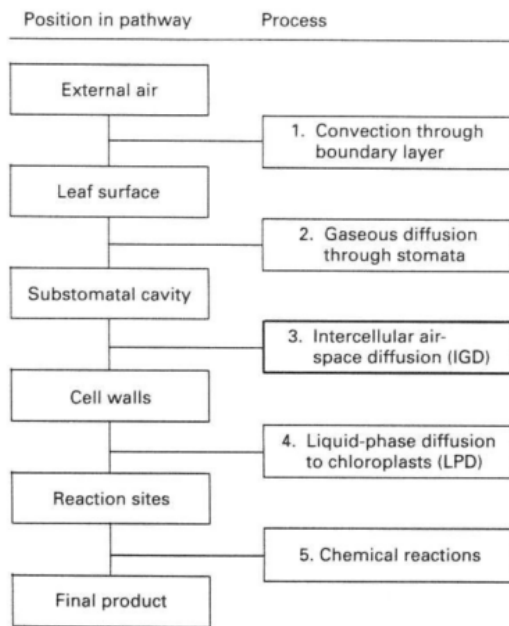 Position in pathway
Process
External air
1. Convection through
boundary layer
Leaf surface
2. Gaseous diffusion
through stomata
Substomatal cavity
3. Intercellular air-
space diffusion (IGD)
Cell walls
4. Liquid-phase diffusion
to chloroplasts (LPD)
Reaction sites
5. Chemical reactions
Final product